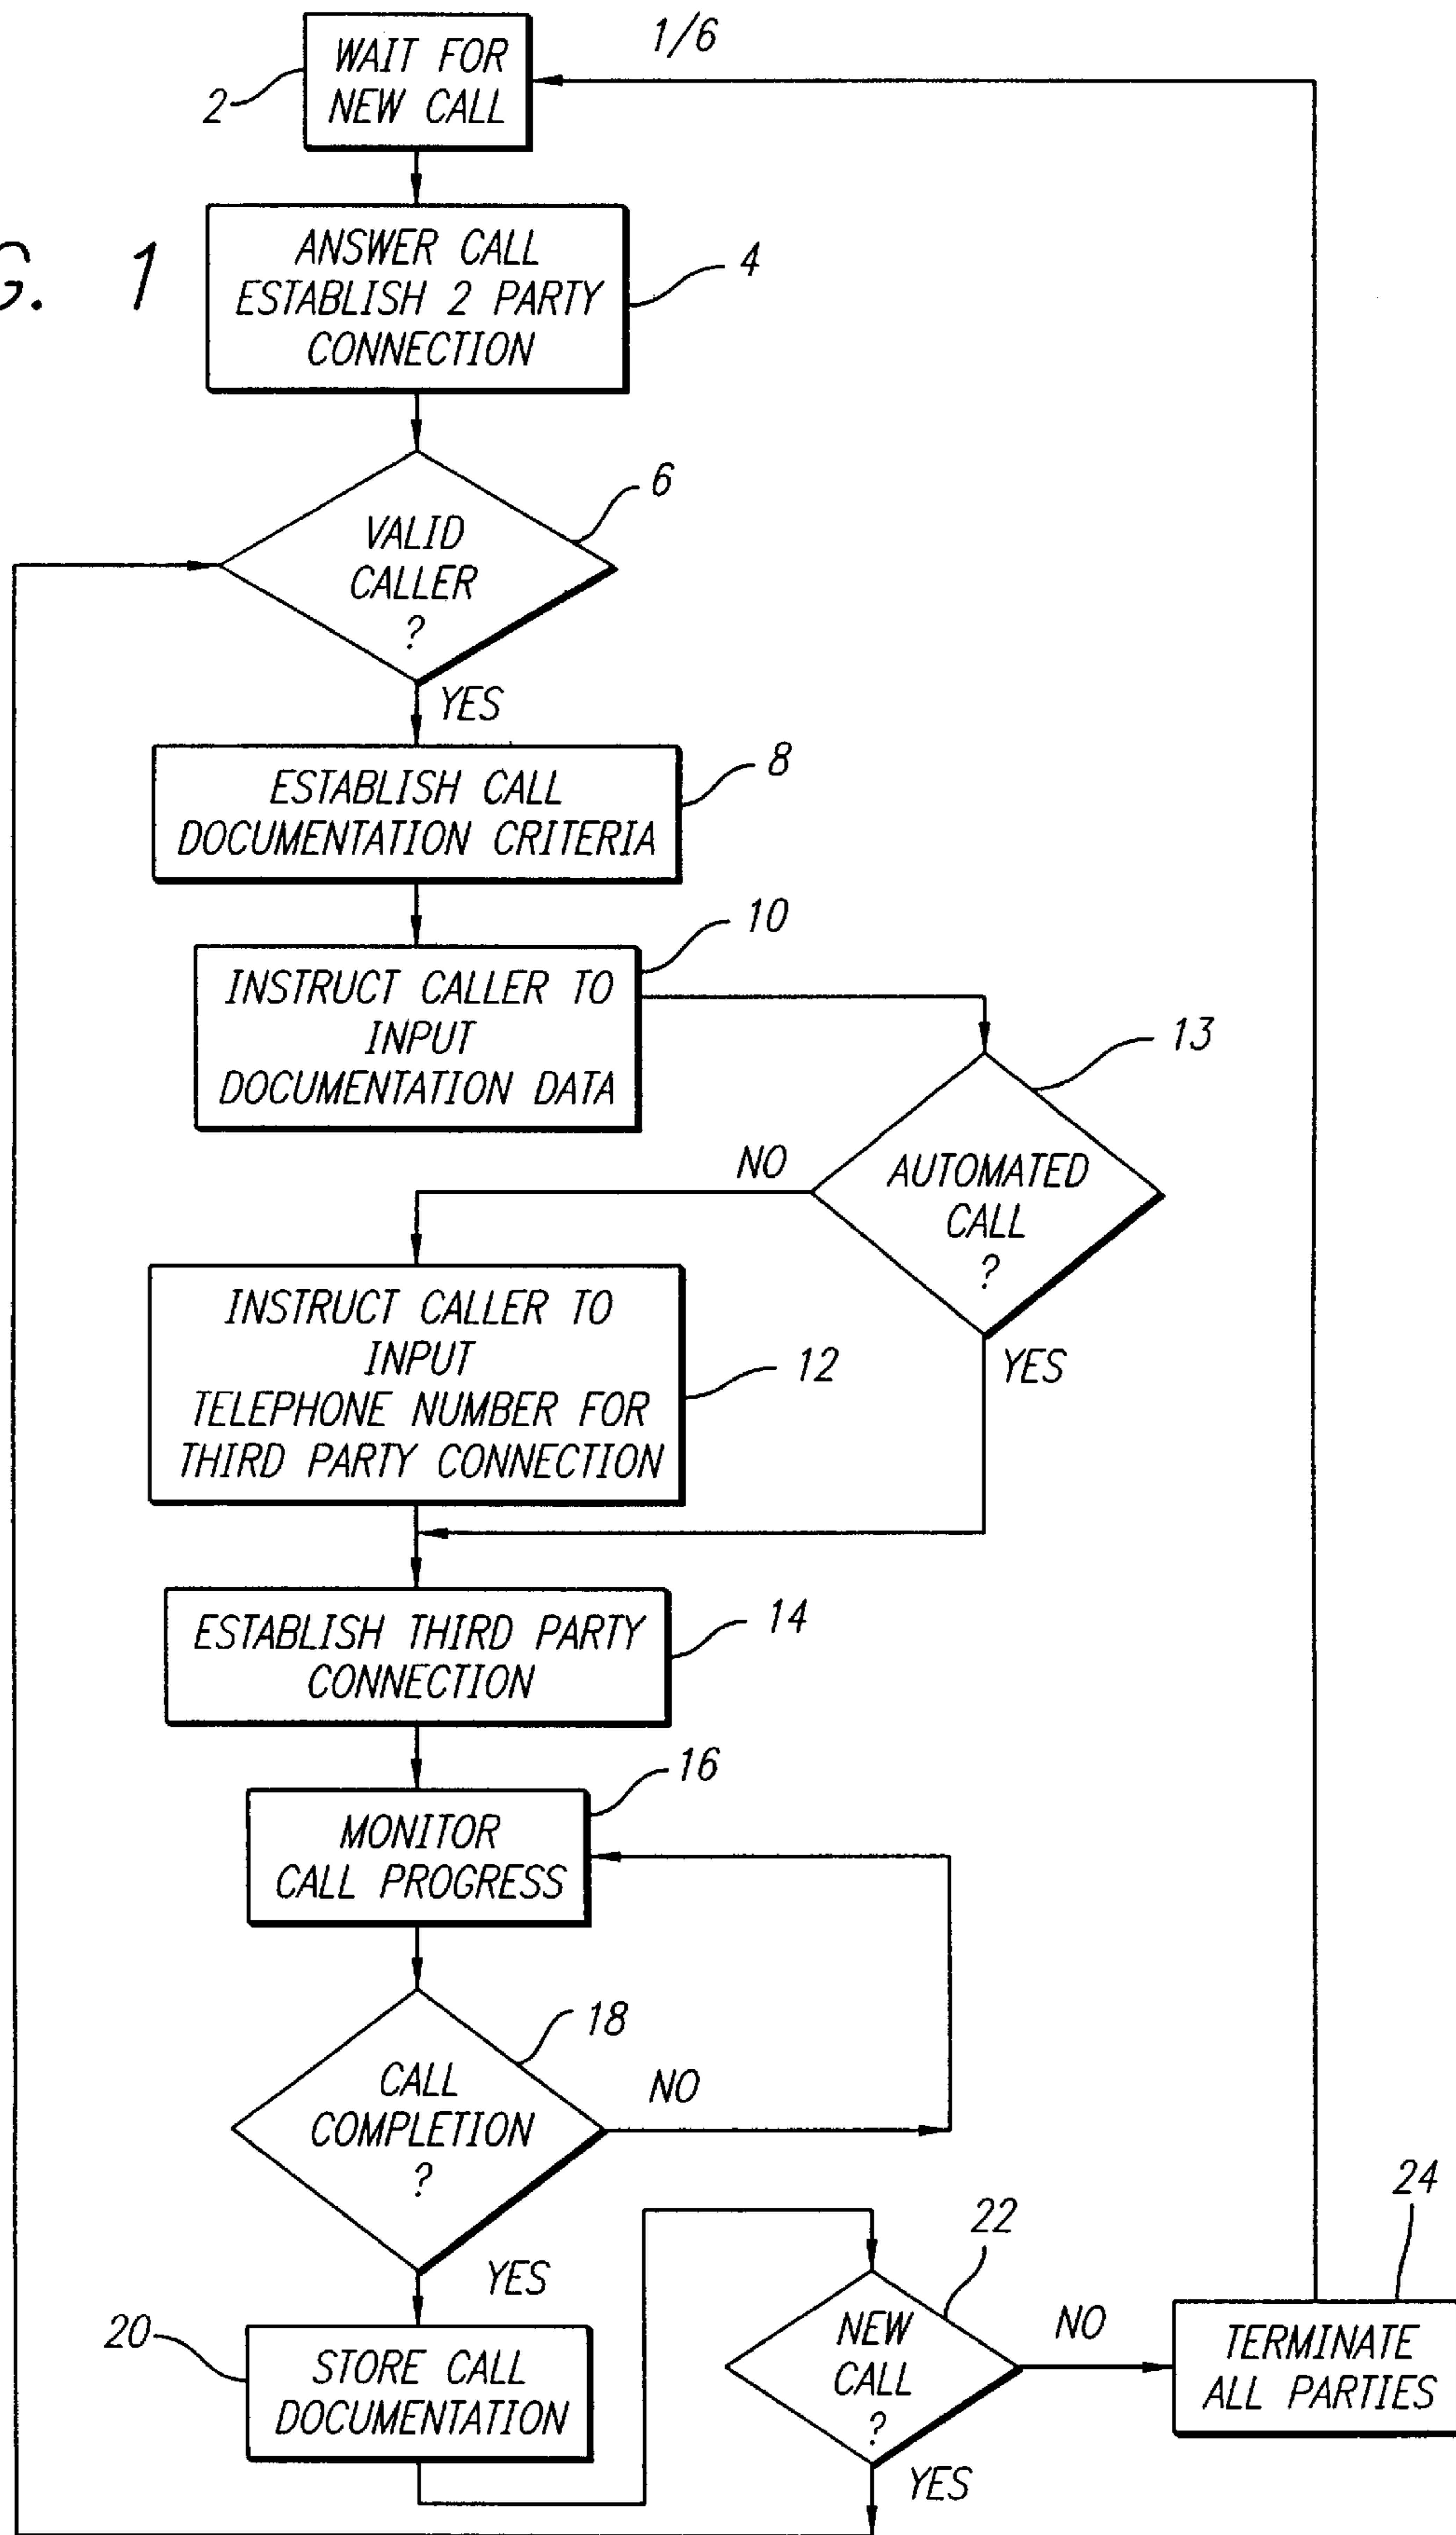 1/6
WAIT FOR
NEW CALL
2
G. 1
ANSWER CALL
ESTABLISH 2 PARTY
CONNECTION
4
VALID
CALLER
?
6
YES
ESTABLISH CALL
DOCUMENTATION CRITERIA
8
INSTRUCT CALLER TO
INPUT
DOCUMENTATION DATA
10
AUTOMATED
CALL
?
13
NO
YES
INSTRUCT CALLER TO
INPUT
TELEPHONE NUMBER FOR
THIRD PARTY CONNECTION
12
ESTABLISH THIRD PARTY
CONNECTION
14
MONITOR
CALL PROGRESS
16
CALL
COMPLETION
?
18
NO
YES
STORE CALL
DOCUMENTATION
20
NEW
CALL
?
22
NO
YES
TERMINATE
ALL PARTIES
24